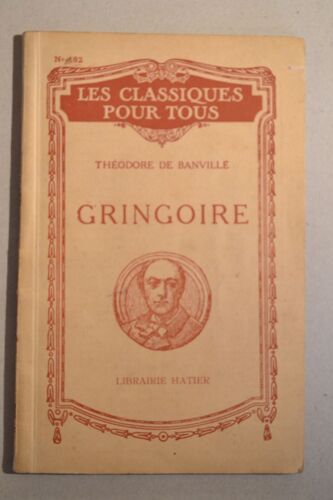 LES CLASSIQUES
POUR TOUS
THÉODORE DE BANVILLE
GRINGOIRE
LIBRAIRIE HATIER